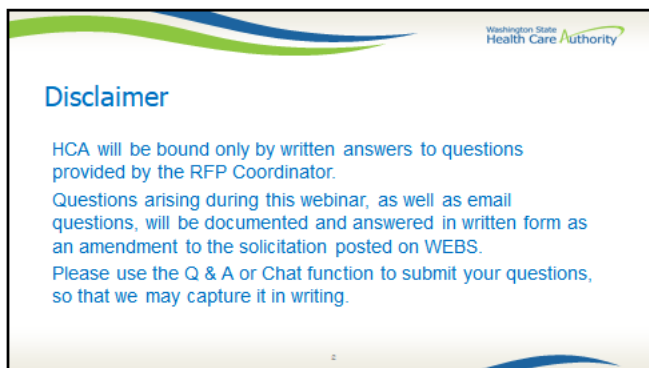 Washington State
Health Care Authority
Disclaimer
HCA will be bound only by written answers to questions
provided by the RFP Coordinator.
Questions arising during this webinar, as well as email
questions, will be documented and answered in written form as
an amendment to the solicitation posted on WEBS.
Please use the Q & A or Chat function to submit your questions,
so that we may capture it in writing.